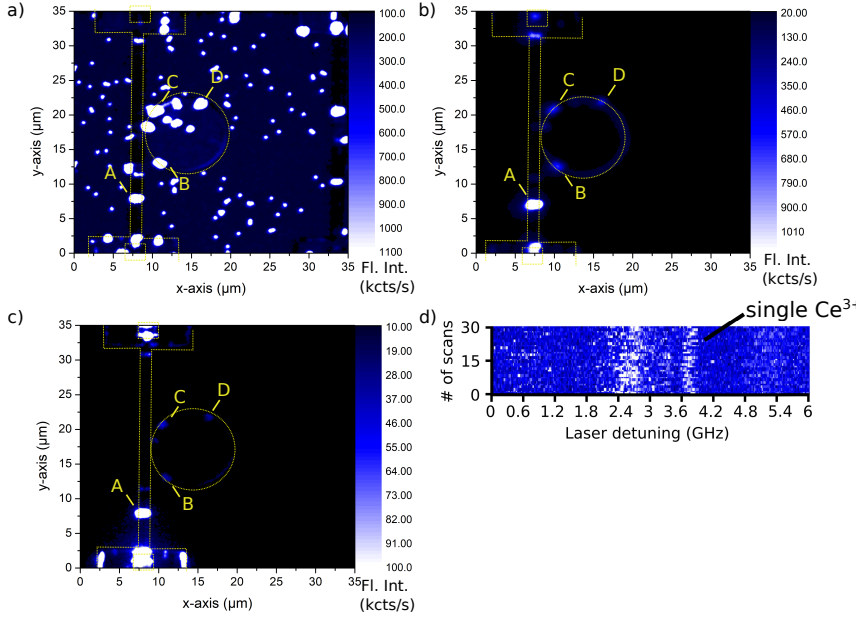 a)
35
30
25
20
15
10
5
0
y-axis (μm)
0
5
10
15
20
25
30
35
x-axis (μm)
A
B
C
D
100.0
200.0
300.0
400.0
500.0
600.0
700.0
800.0
900.0
1000
1100
Fl. Int.
(kcts/s)
b)
35
30
25
20
15
10
5
0
y-axis (μm)
0
5
10
15
20
25
30
35
x-axis (μm)
A
B
C
D
20.00
130.0
240.0
350.0
460.0
570.0
680.0
790.0
900.0
1010
Fl. Int.
(kcts/s)
c)
35
30
25
20
15
10
5
0
y-axis (μm)
0
5
10
15
20
25
30
35
x-axis (μm)
A
B
C
D
10.00
19.00
28.00
37.00
46.00
55.00
64.00
73.00
82.00
91.00
100.0
Fl. Int.
(kcts/s)
d)
single Ce³⁺
30
15
0
# of scans
0 0.6 1.2 1.8 2.4 3 3.6 4.2 4.8 5.4 6
Laser detuning (GHz)